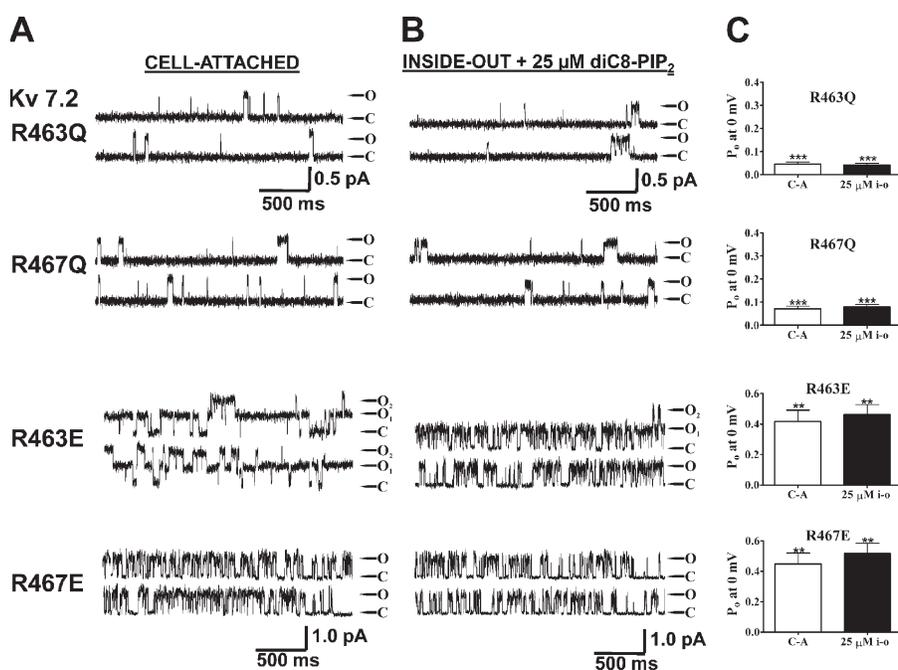 A
B
C
CELL-ATTACHED
INSIDE-OUT + 25 µM diC8-PIP₂
Kv 7.2
R463Q
O
C
O
C
0.5 pA
500 ms
O
C
O
C
0.5 pA
500 ms
P₀ at 0 mV
0.4
0.3
0.2
0.1
0.0
R463Q
***
***
C-A
25 µM i-o
R467Q
O
C
O
C
O
C
O
C
P₀ at 0 mV
0.4
0.3
0.2
0.1
0.0
R467Q
***
***
C-A
25 µM i-o
R463E
O₂
O₁
C
O₂
O₁
C
O₂
O₁
C
O
C
P₀ at 0 mV
0.6
0.4
0.2
0.0
R463E
**
**
C-A
25 µM i-o
R467E
O
C
O
C
1.0 pA
500 ms
O
C
O
C
1.0 pA
500 ms
P₀ at 0 mV
0.6
0.4
0.2
0.0
R467E
**
**
C-A
25 µM i-o